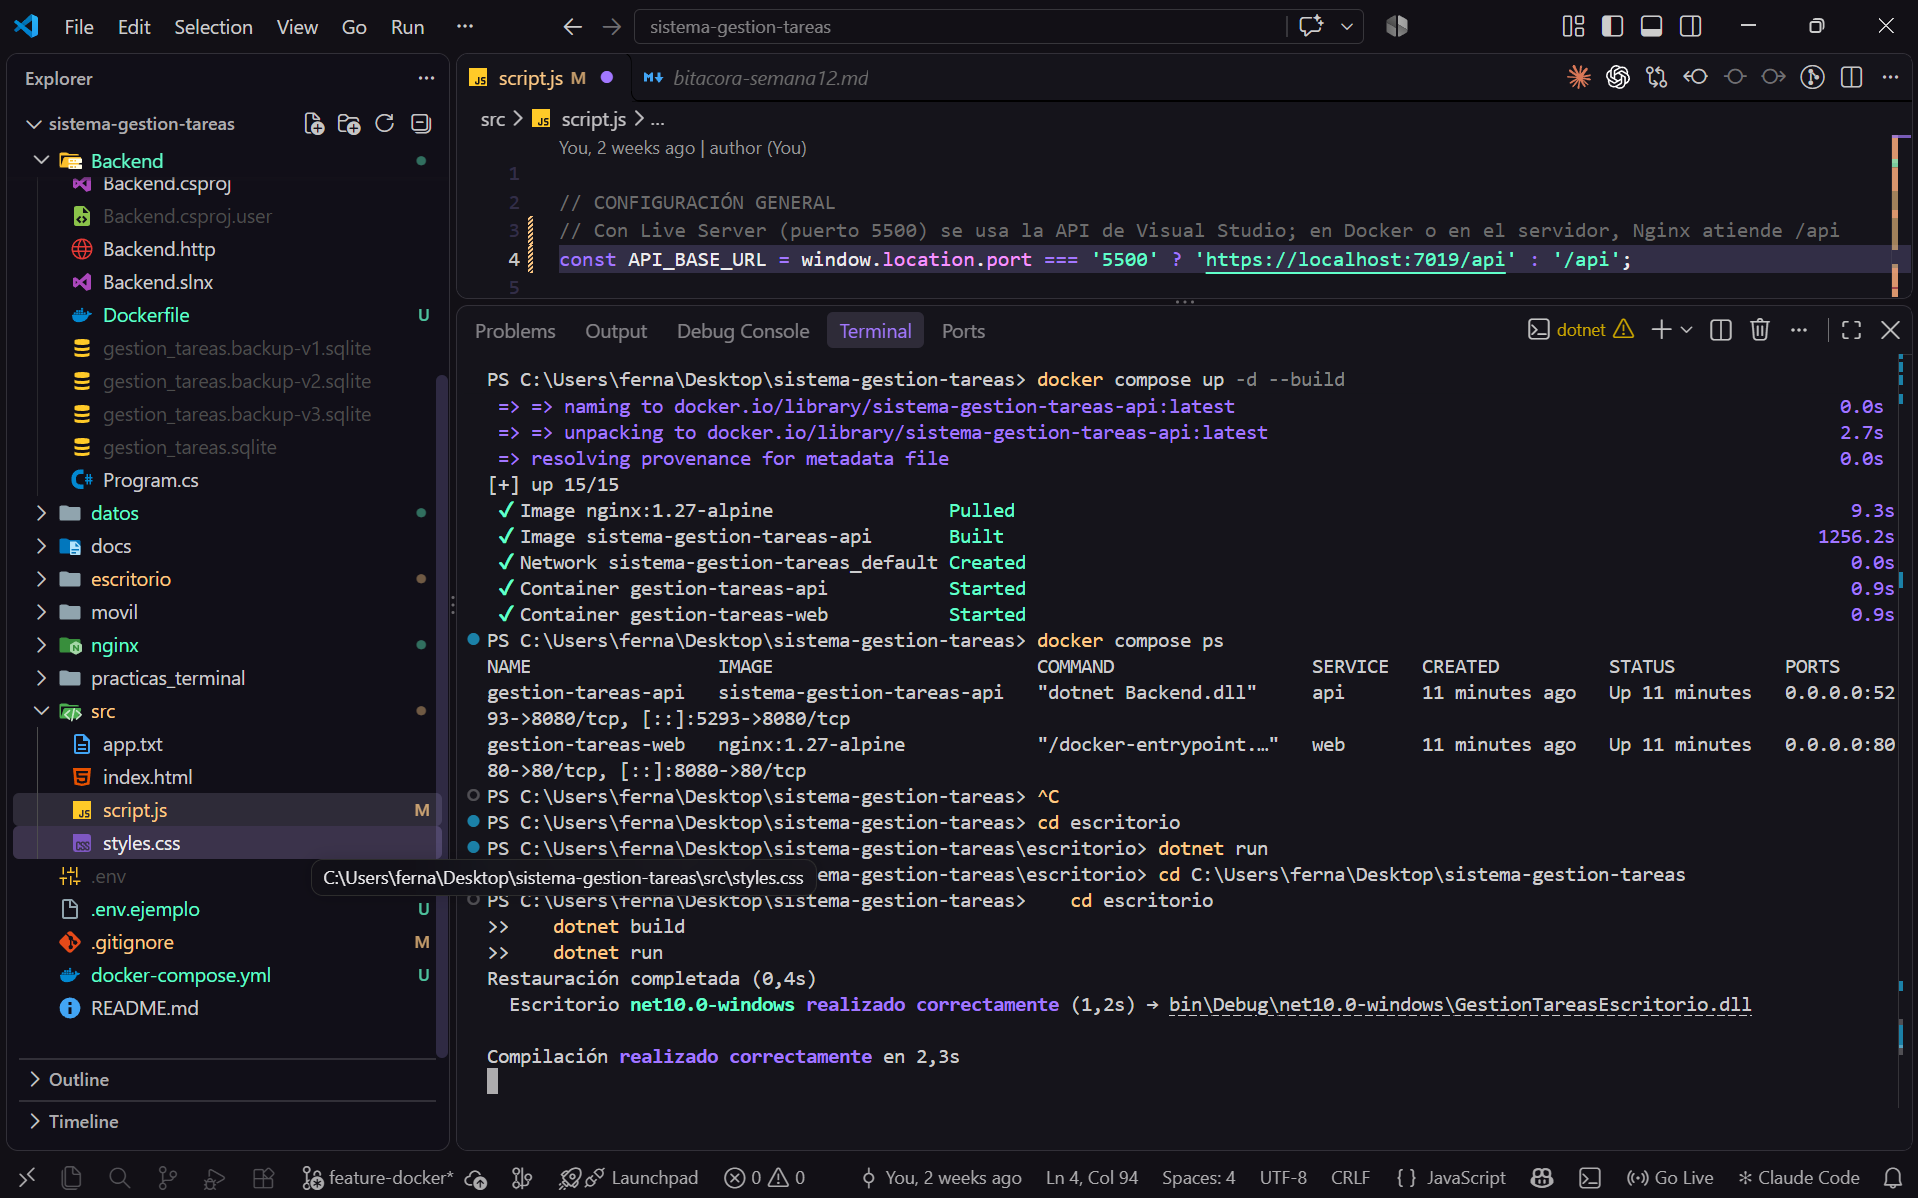 File Edit Selection View Go Run ···
sistema-gestion-tareas
Explorer
sistema-gestion-tareas
Backend
Backend.csproj
Backend.csproj.user
Backend.http
Backend.slnx
Dockerfile U
gestion_tareas.backup-v1.sqlite
gestion_tareas.backup-v2.sqlite
gestion_tareas.backup-v3.sqlite
gestion_tareas.sqlite
Program.cs
datos
docs
escritorio
movil
nginx
practicas_terminal
src
app.txt
index.html
script.js M
styles.css
.env
.env.ejemplo U
.gitignore M
docker-compose.yml U
README.md
Outline
Timeline
C:\Users\ferna\Desktop\sistema-gestion-tareas\src\styles.css
script.js M
bitacora-semana12.md
src > script.js > ...
You, 2 weeks ago | author (You)
1
2 // CONFIGURACIÓN GENERAL
3 // Con Live Server (puerto 5500) se usa la API de Visual Studio; en Docker o en el servidor, Nginx atiende /api
4 const API_BASE_URL = window.location.port === '5500' ? 'https://localhost:7019/api' : '/api';
5
Problems Output Debug Console Terminal Ports
dotnet
PS C:\Users\ferna\Desktop\sistema-gestion-tareas> docker compose up -d --build
=> => naming to docker.io/library/sistema-gestion-tareas-api:latest 0.0s
=> => unpacking to docker.io/library/sistema-gestion-tareas-api:latest 2.7s
=> resolving provenance for metadata file 0.0s
[+] up 15/15
✓ Image nginx:1.27-alpine Pulled 9.3s
✓ Image sistema-gestion-tareas-api Built 1256.2s
✓ Network sistema-gestion-tareas_default Created 0.0s
✓ Container gestion-tareas-api Started 0.9s
✓ Container gestion-tareas-web Started 0.9s
PS C:\Users\ferna\Desktop\sistema-gestion-tareas> docker compose ps
NAME IMAGE COMMAND SERVICE CREATED STATUS PORTS
gestion-tareas-api sistema-gestion-tareas-api "dotnet Backend.dll" api 11 minutes ago Up 11 minutes 0.0.0.0:52
93->8080/tcp, [::]:5293->8080/tcp
gestion-tareas-web nginx:1.27-alpine "/docker-entrypoint.…" web 11 minutes ago Up 11 minutes 0.0.0.0:80
80->80/tcp, [::]:8080->80/tcp
PS C:\Users\ferna\Desktop\sistema-gestion-tareas> ^C
PS C:\Users\ferna\Desktop\sistema-gestion-tareas> cd escritorio
PS C:\Users\ferna\Desktop\sistema-gestion-tareas\escritorio> dotnet run
ema-gestion-tareas\escritorio> cd C:\Users\ferna\Desktop\sistema-gestion-tareas
PS C:\Users\ferna\Desktop\sistema-gestion-tareas> cd escritorio
>> dotnet build
>> dotnet run
Restauración completada (0,4s)
Escritorio net10.0-windows realizado correctamente (1,2s) → bin\Debug\net10.0-windows\GestionTareasEscritorio.dll
Compilación realizado correctamente en 2,3s
feature-docker* Launchpad 0 0 You, 2 weeks ago Ln 4, Col 94 Spaces: 4 UTF-8 CRLF {} JavaScript Go Live Claude Code